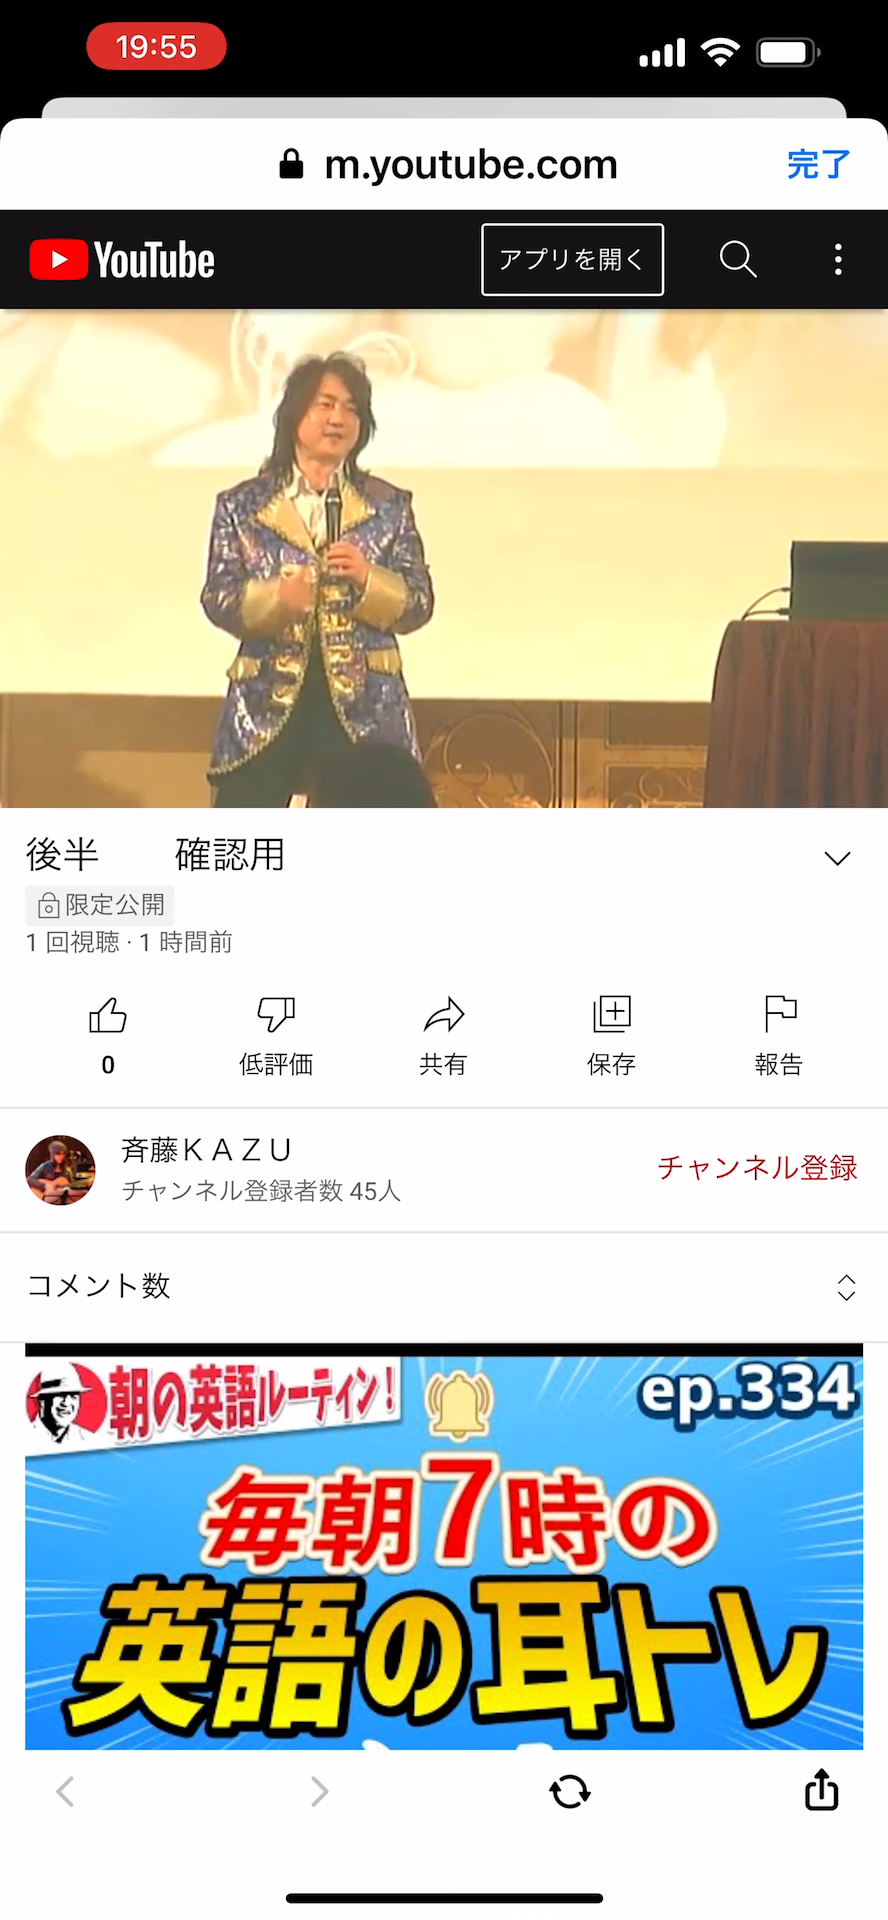 19:55
m.youtube.com
完了
YouTube
アプリを開く
後半　　確認用
限定公開
1 回視聴 · 1 時間前
0
低評価
共有
保存
報告
斉藤ＫＡＺＵ
チャンネル登録者数 45人
チャンネル登録
コメント数
朝の英語ルーティン！
ep.334
毎朝7時の
英語の耳トレ